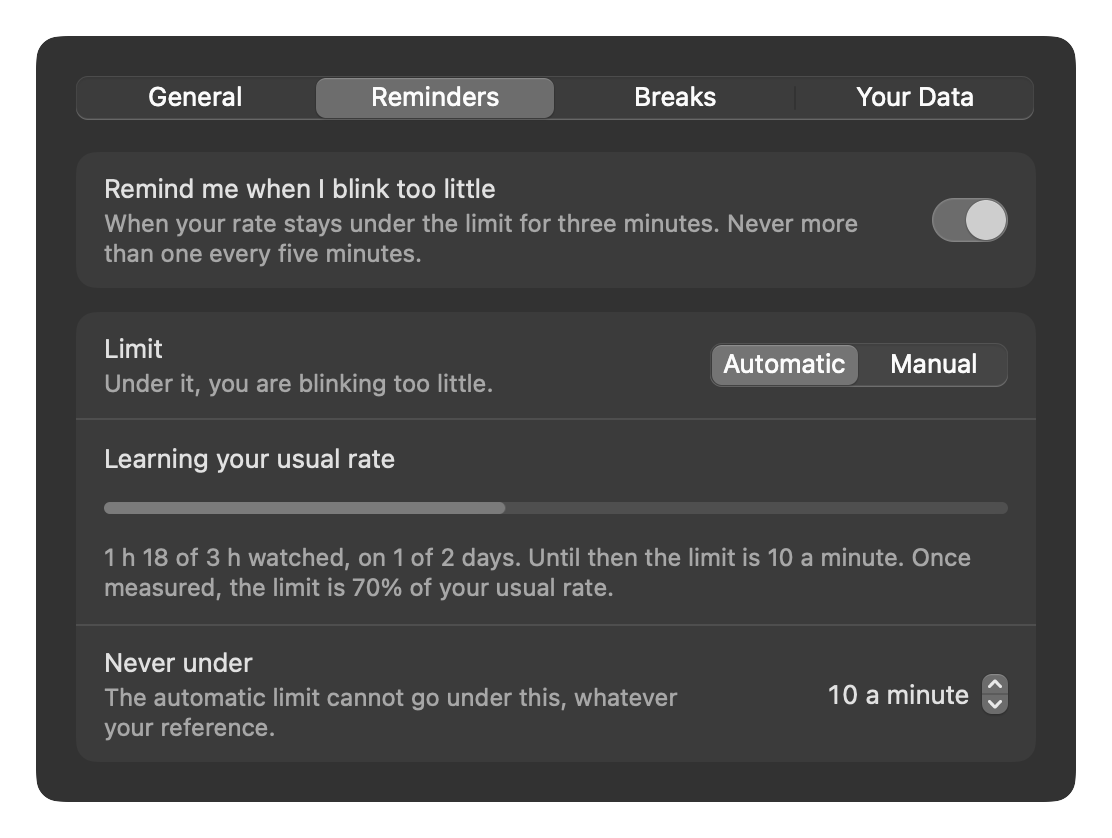 General
Reminders
Breaks
Your Data
Remind me when I blink too little
When your rate stays under the limit for three minutes. Never more
than one every five minutes.
Limit
Under it, you are blinking too little.
Automatic
Manual
Learning your usual rate
1 h 18 of 3 h watched, on 1 of 2 days. Until then the limit is 10 a minute. Once
measured, the limit is 70% of your usual rate.
Never under
The automatic limit cannot go under this, whatever
your reference.
10 a minute